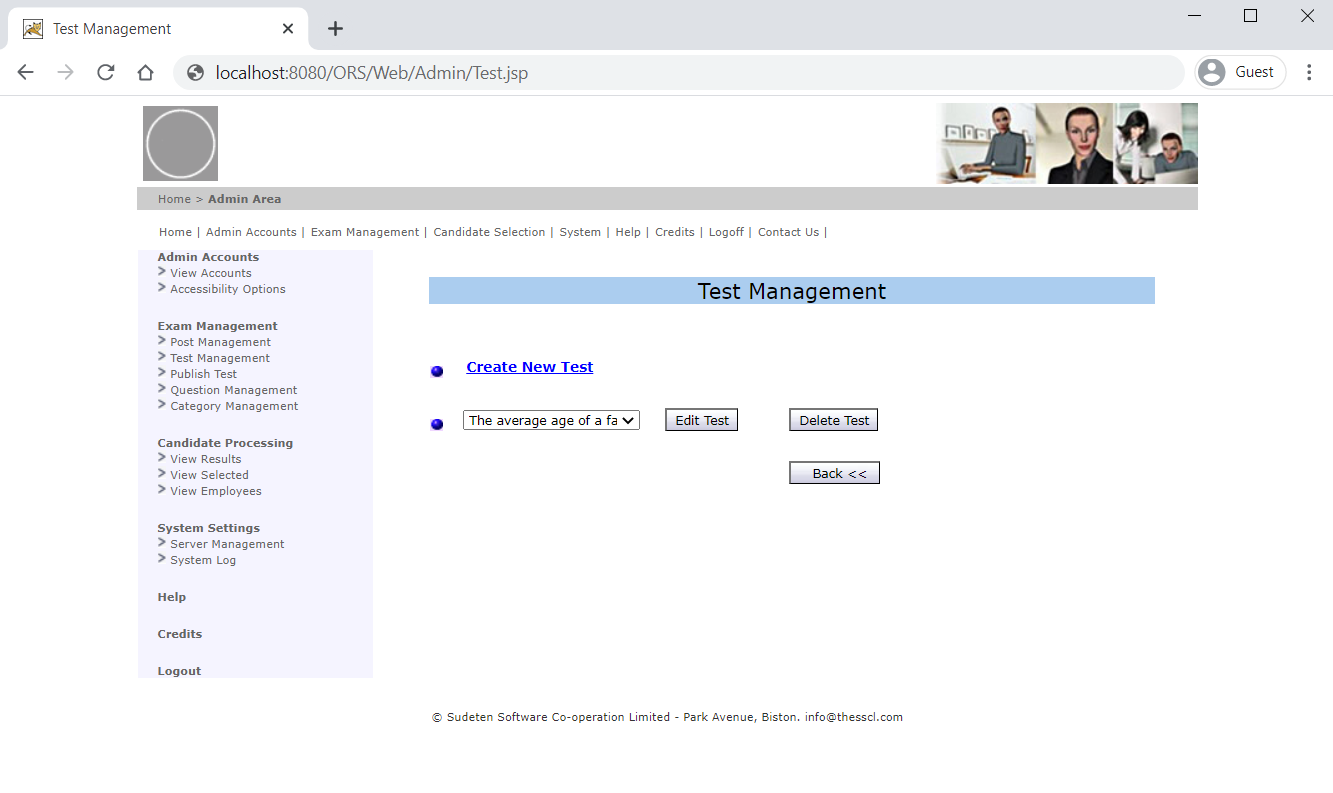 Test Management
localhost:8080/ORS/Web/Admin/Test.jsp
Guest
Home > Admin Area
Home | Admin Accounts | Exam Management | Candidate Selection | System | Help | Credits | Logoff | Contact Us |
Admin Accounts
> View Accounts
> Accessibility Options
Exam Management
> Post Management
> Test Management
> Publish Test
> Question Management
> Category Management
Candidate Processing
> View Results
> View Selected
> View Employees
System Settings
> Server Management
> System Log
Help
Credits
Logout
Test Management
Create New Test
The average age of a fa
Edit Test
Delete Test
Back <<
© Sudeten Software Co-operation Limited - Park Avenue, Biston. info@thesscl.com